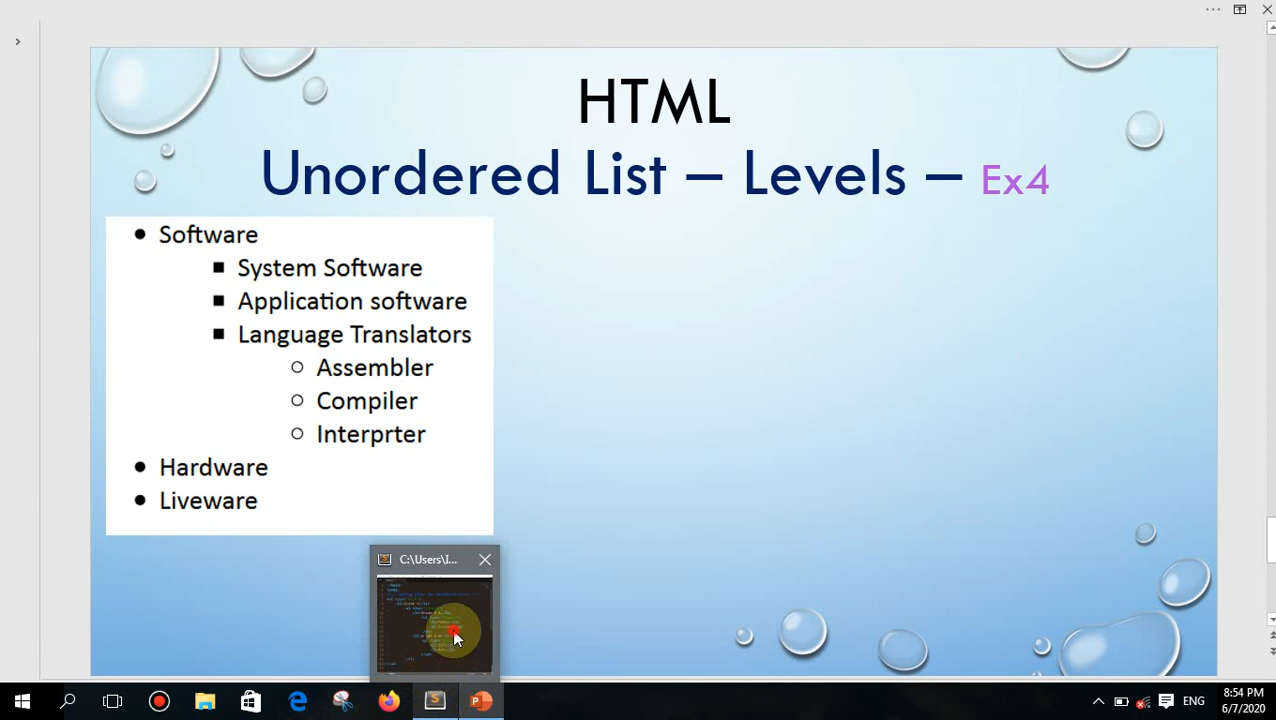 HTML
Unordered List – Levels – Ex4
Software
System Software
Application software
Language Translators
Assembler
Compiler
Interprter
Hardware
Liveware
C:\Users\I...
ENG
8:54 PM
6/7/2020